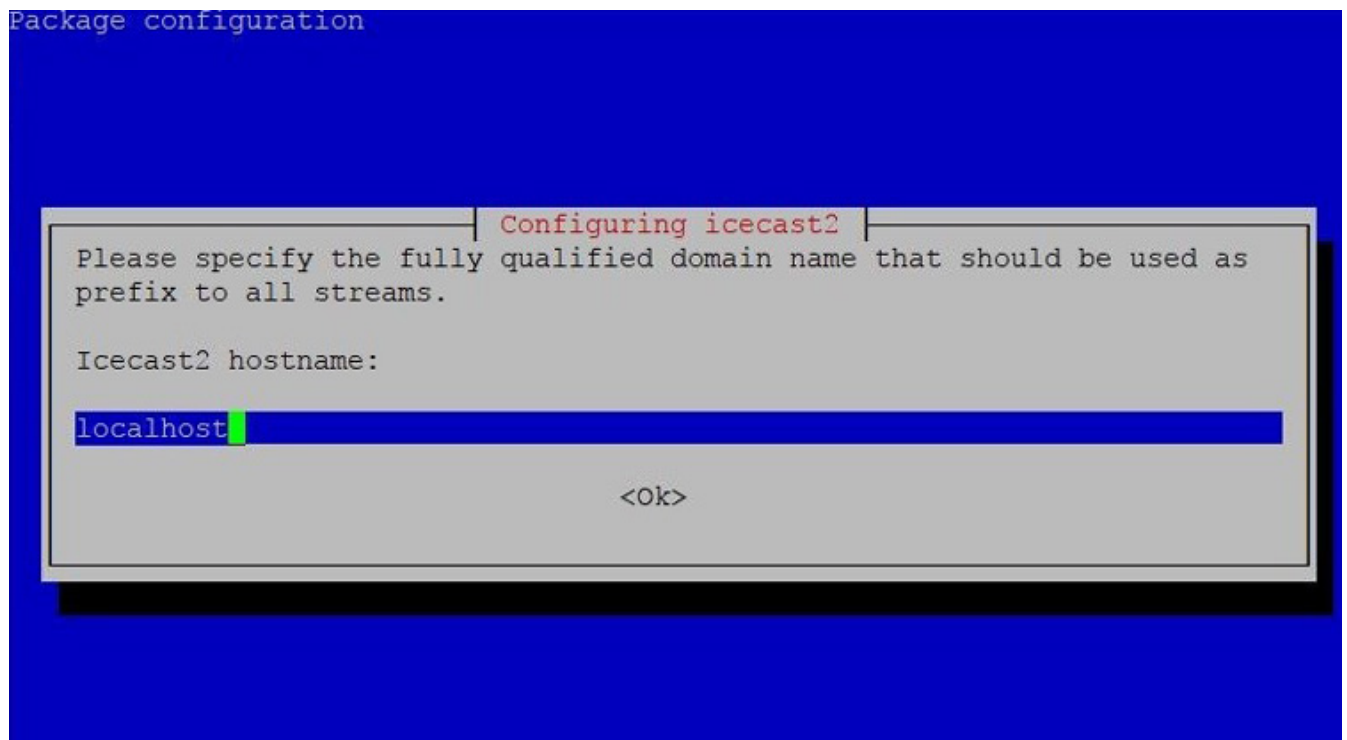 Package configuration
Configuring icecast2
Please specify the fully qualified domain name that should be used as
prefix to all streams.
Icecast2 hostname:
localhost
<Ok>